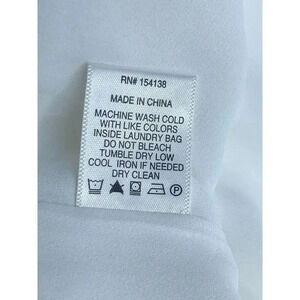 RN# 154138
MADE IN CHINA
MACHINE WASH COLD
WITH LIKE COLORS
INSIDE LAUNDRY BAG
DO NOT BLEACH
TUMBLE DRY LOW
COOL IRON IF NEEDED
DRY CLEAN
P